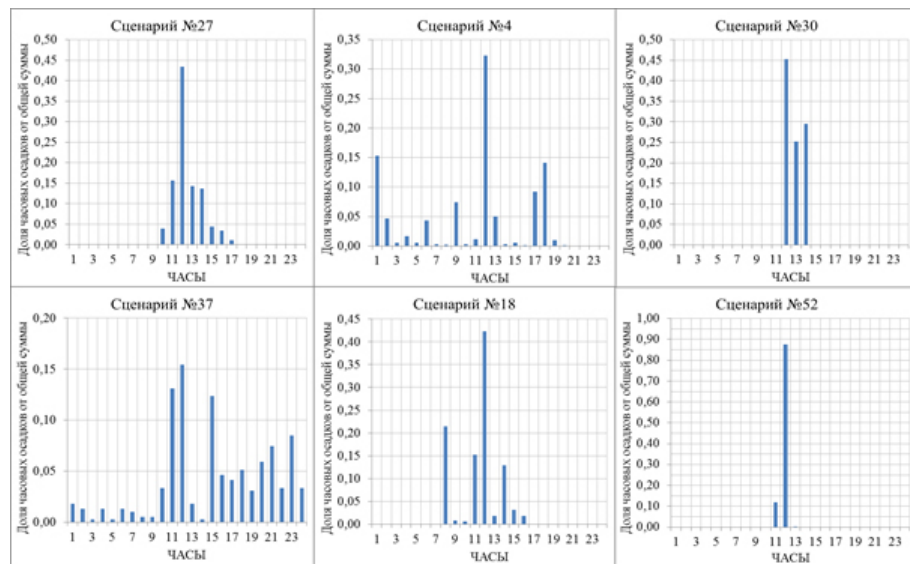 Сценарий №27
Доля часовых осадков от общей суммы
0,50
0,45
0,40
0,35
0,30
0,25
0,20
0,15
0,10
0,05
0,00
1 3 5 7 9 11 13 15 17 19 21 23
ЧАСЫ
Сценарий №4
Доля часовых осадков от общей суммы
0,35
0,30
0,25
0,20
0,15
0,10
0,05
0,00
1 3 5 7 9 11 13 15 17 19 21 23
ЧАСЫ
Сценарий №30
Доля часовых осадков от общей суммы
0,50
0,45
0,40
0,35
0,30
0,25
0,20
0,15
0,10
0,05
0,00
1 3 5 7 9 11 13 15 17 19 21 23
ЧАСЫ
Сценарий №37
Доля часовых осадков от общей суммы
0,20
0,15
0,10
0,05
0,00
1 3 5 7 9 11 13 15 17 19 21 23
ЧАСЫ
Сценарий №18
Доля часовых осадков от общей суммы
0,45
0,40
0,35
0,30
0,25
0,20
0,15
0,10
0,05
0,00
1 3 5 7 9 11 13 15 17 19 21 23
ЧАСЫ
Сценарий №52
Доля часовых осадков от общей суммы
1,00
0,90
0,80
0,70
0,60
0,50
0,40
0,30
0,20
0,10
0,00
1 3 5 7 9 11 13 15 17 19 21 23
ЧАСЫ